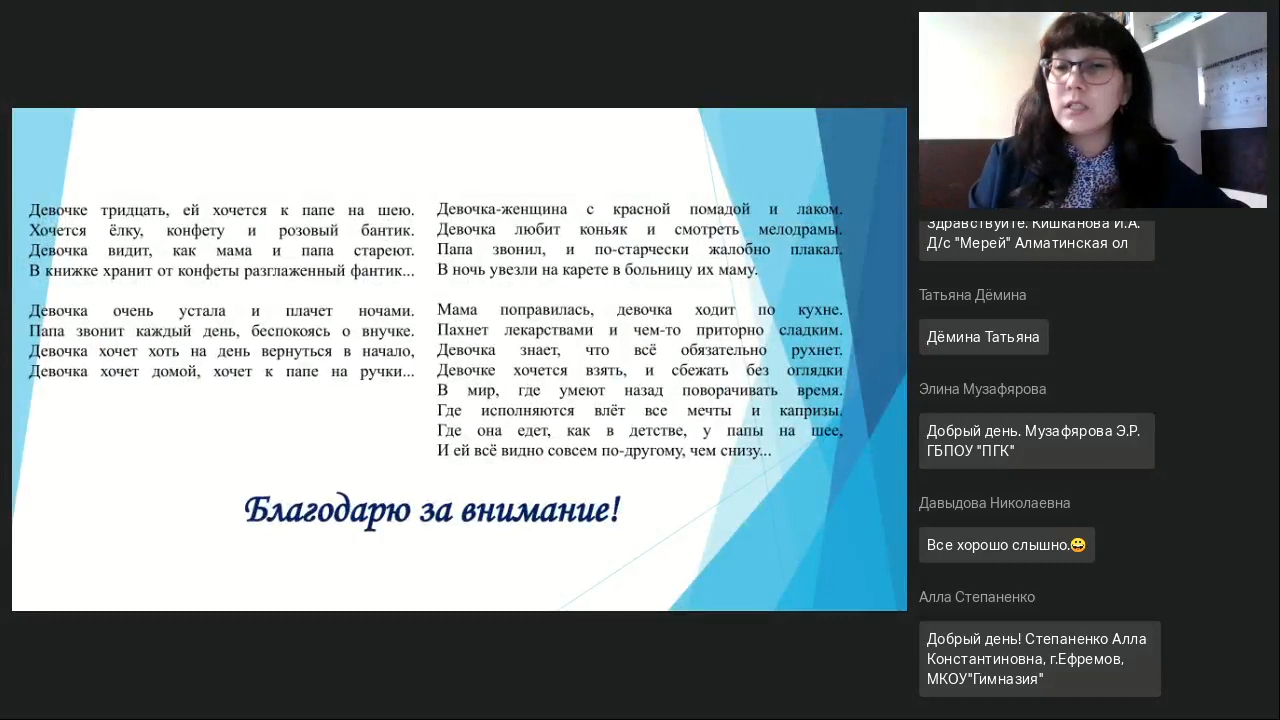 Девочке тридцать, ей хочется к папе на шею.
Хочется ёлку, конфету и розовый бантик.
Девочка видит, как мама и папа стареют.
В книжке хранит от конфеты разглаженный фантик...
Девочка очень устала и плачет ночами.
Папа звонит каждый день, беспокоясь о внучке.
Девочка хочет хоть на день вернуться в начало,
Девочка хочет домой, хочет к папе на ручки...
Девочка-женщина с красной помадой и лаком.
Девочка любит коньяк и смотреть мелодрамы.
Папа звонил, и по-старчески жалобно плакал.
В ночь увезли на карете в больницу их маму.
Мама поправилась, девочка ходит по кухне.
Пахнет лекарствами и чем-то приторно сладким.
Девочка знает, что всё обязательно рухнет.
Девочке хочется взять, и сбежать без оглядки
В мир, где умеют назад поворачивать время.
Где исполняются влёт все мечты и капризы.
Где она едет, как в детстве, у папы на шее,
И ей всё видно совсем по-другому, чем снизу...
Благодарю за внимание!
Здравствуйте. Кишканова И.А.
Д/с "Мерей" Алматинская ол
Татьяна Дёмина
Дёмина Татьяна
Элина Музафярова
Добрый день. Музафярова Э.Р.
ГБПОУ "ПГК"
Давыдова Николаевна
Все хорошо слышно.😀
Алла Степаненко
Добрый день! Степаненко Алла
Константиновна, г.Ефремов,
МКОУ"Гимназия"